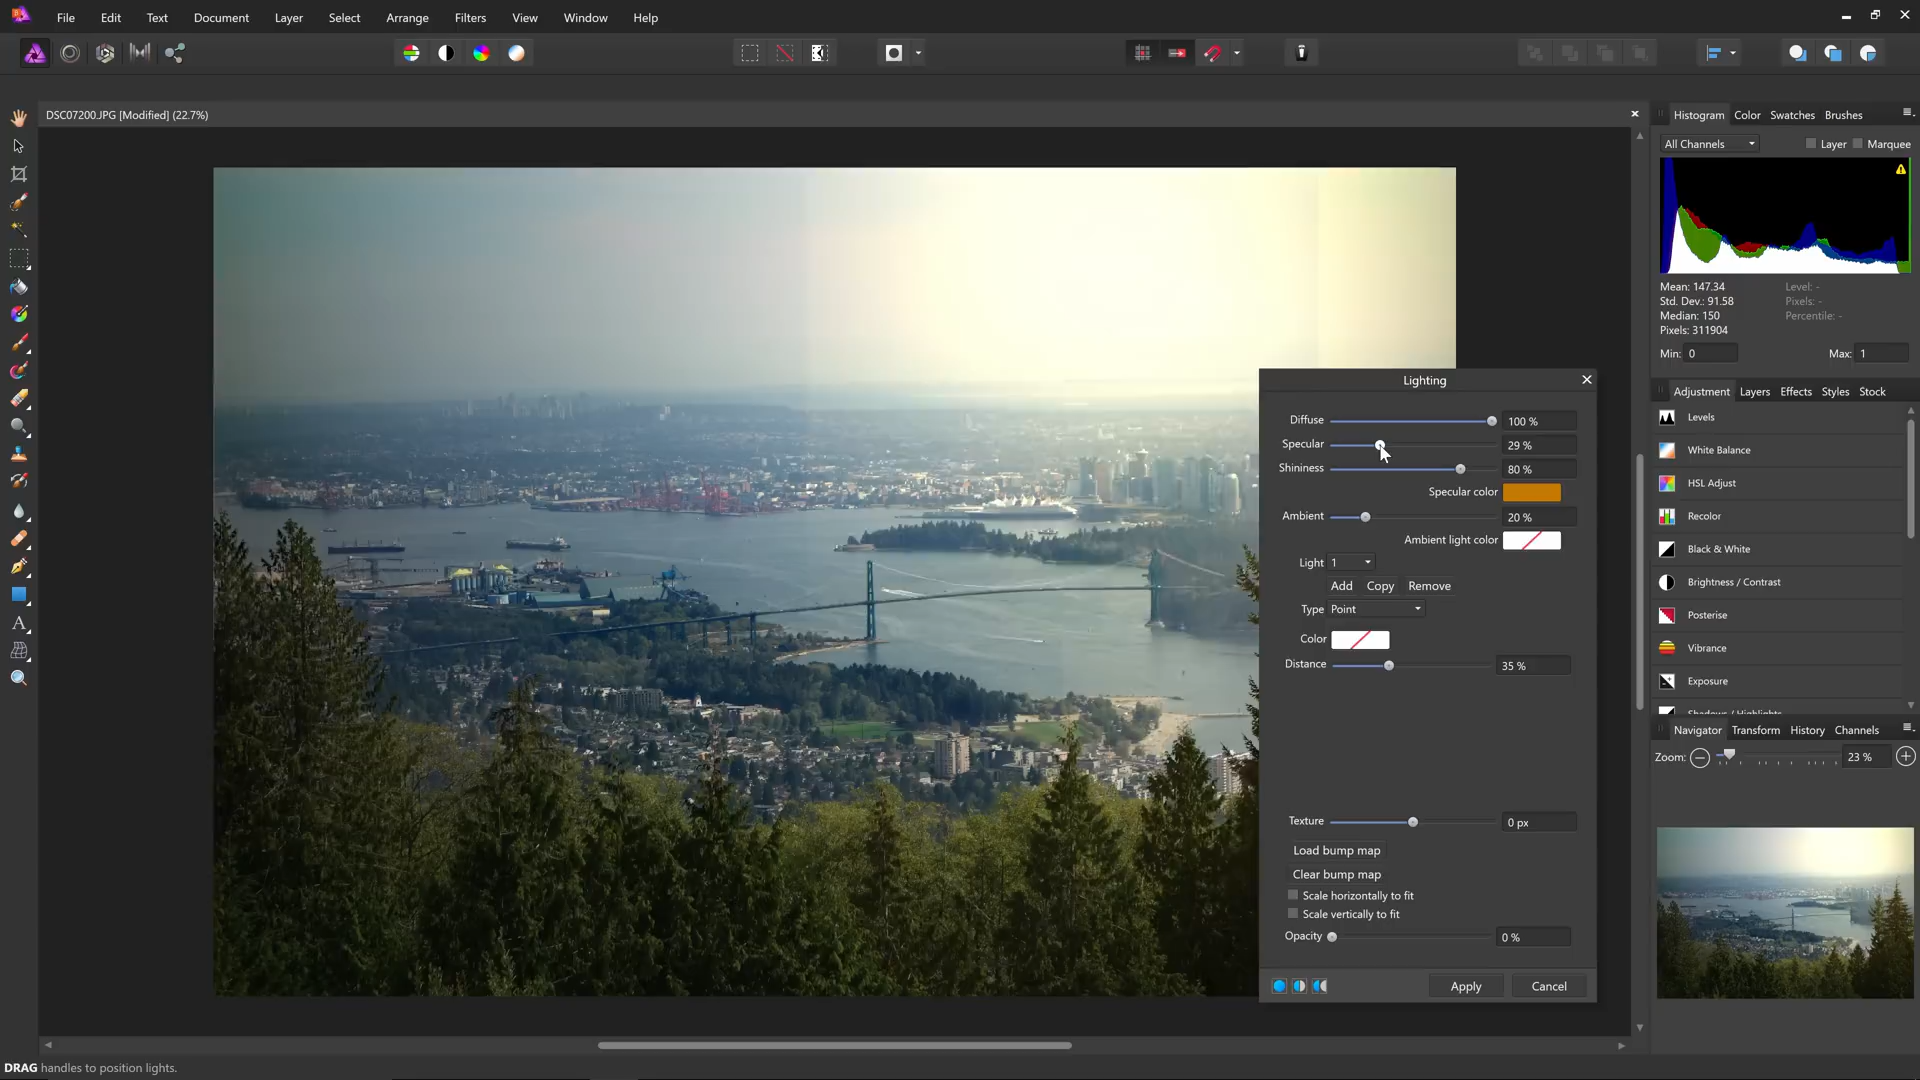 File Edit Text Document Layer Select Arrange Filters View Window Help
DSC07200.JPG [Modified] (22.7%)
Histogram Color Swatches Brushes
All Channels Layer Marquee
Mean: 147.34 Level: -
Std. Dev.: 91.58 Pixels: -
Median: 150 Percentile: -
Pixels: 311904
Min: 0 Max: 1
Lighting
Diffuse 100 %
Specular 29 %
Shininess 80 %
Specular color
Ambient 20 %
Ambient light color
Light 1
Add Copy Remove
Type Point
Color
Distance 35 %
Texture 0 px
Load bump map
Clear bump map
Scale horizontally to fit
Scale vertically to fit
Opacity 0 %
Apply Cancel
Adjustment Layers Effects Styles Stock
Levels
White Balance
HSL Adjust
Recolor
Black & White
Brightness / Contrast
Posterise
Vibrance
Exposure
Shadows / Highlights
Navigator Transform History Channels
Zoom: 23 %
DRAG handles to position lights.